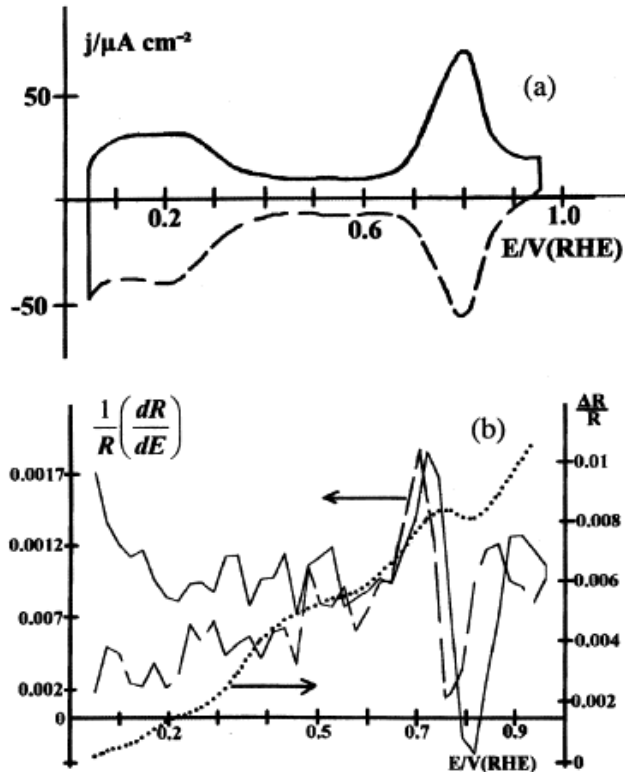 j/μA cm⁻²
(a)
50
0.2
0.6
1.0
E/V(RHE)
-50
1/R (dR/dE)
(b)
ΔR/R
0.0017
0.01
0.0012
0.008
0.007
0.006
0.004
0.002
0.002
0
0.2
0.5
0.7
0.9
0
E/V(RHE)